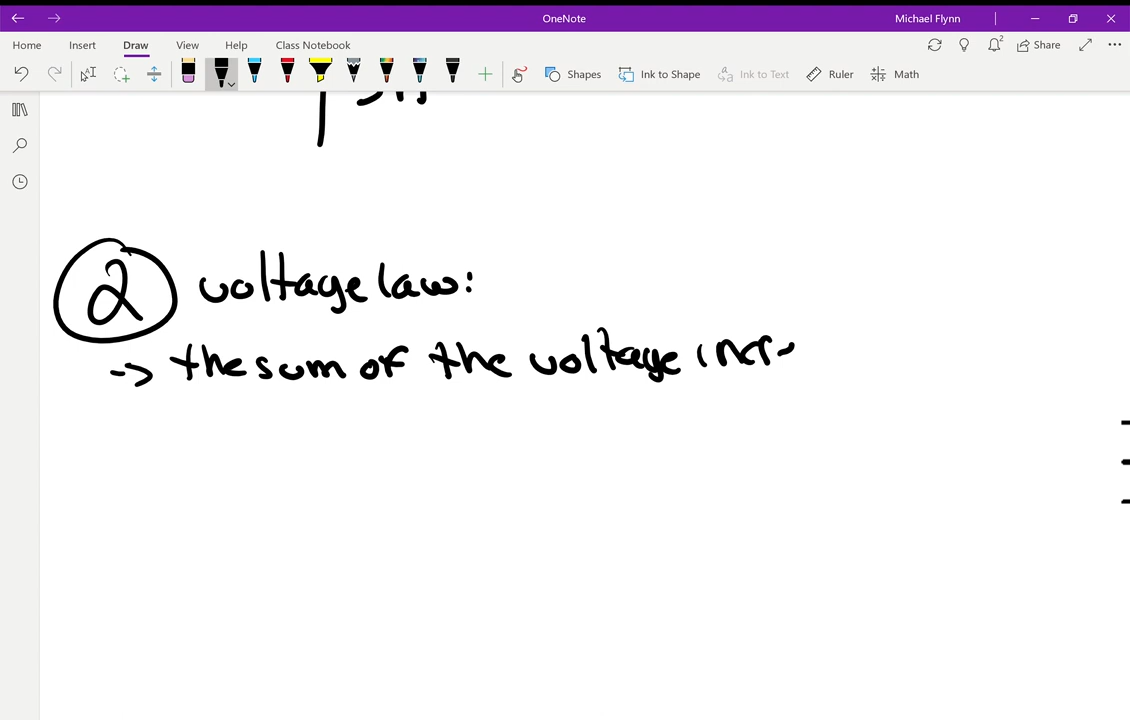 OneNote
Michael Flynn
Home Insert Draw View Help Class Notebook
2
Share
Shapes Ink to Shape Ink to Text Ruler Math
2 voltage law:
-> the sum of the voltage incr